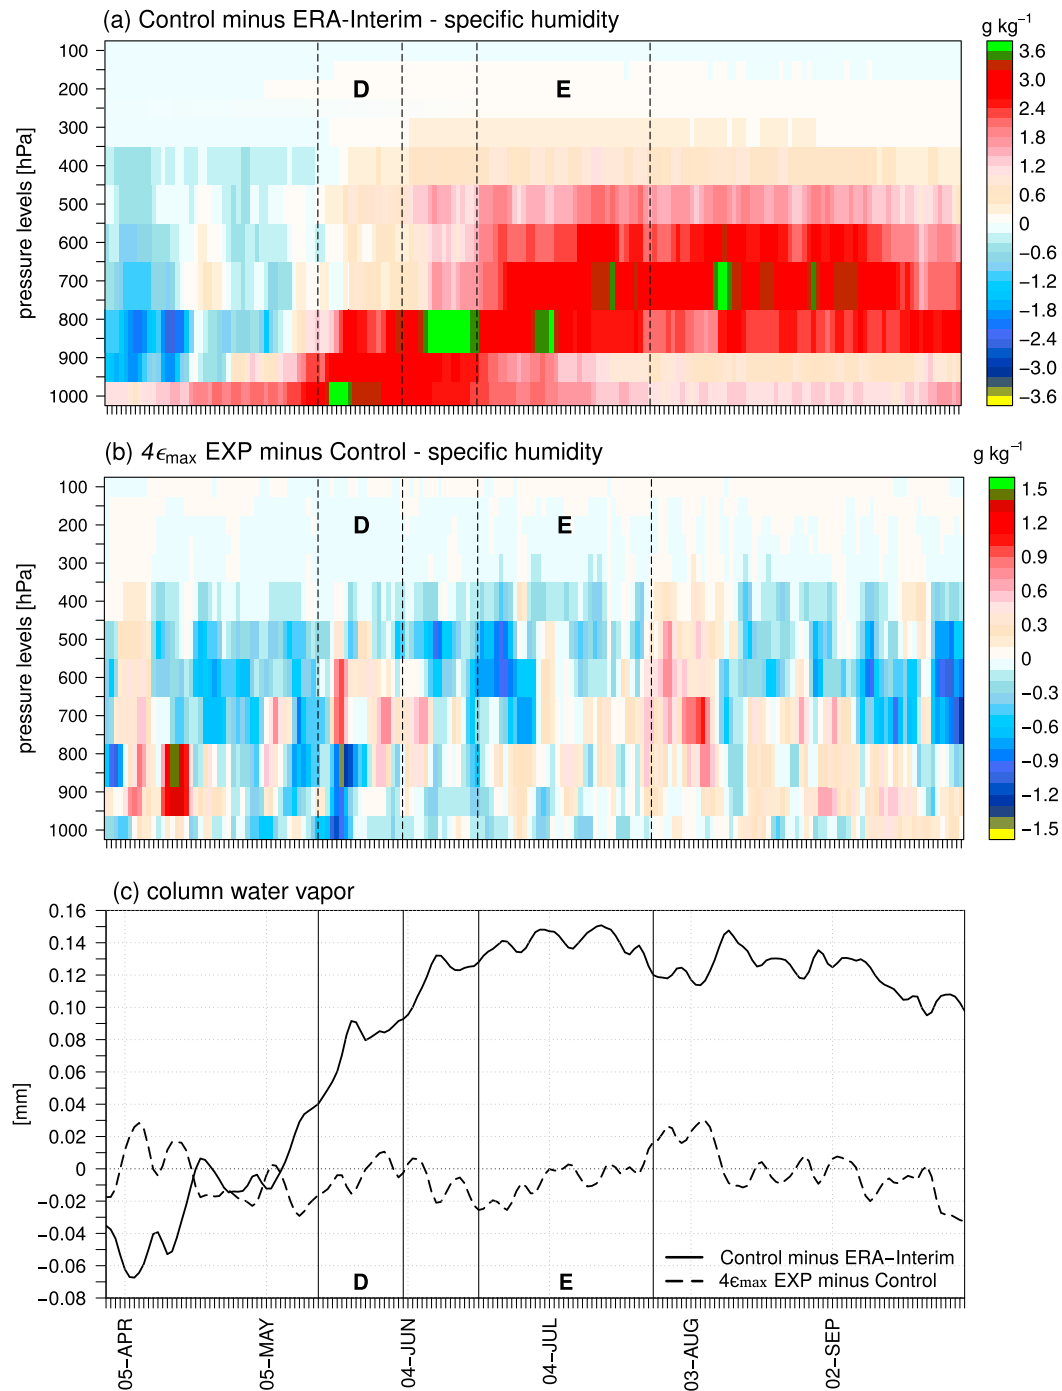 (a) Control minus ERA-Interim - specific humidity
g kg⁻¹
pressure levels [hPa]
100
200
300
400
500
600
700
800
900
1000
D
E
3.6
2.4
1.8
1.2
0.6
0
−0.6
−1.2
−1.8
−2.4
−3.0
−3.6
(b) 4ϵmax EXP minus Control - specific humidity
g kg⁻¹
pressure levels [hPa]
100
200
300
400
500
600
700
800
900
1000
D
E
1.5
1.2
0.9
0.6
0.3
0
−0.3
−0.6
−0.9
−1.2
−1.5
(c) column water vapor
[mm]
0.16
0.14
0.12
0.10
0.08
0.06
0.04
0.02
0
−0.02
−0.04
−0.06
−0.08
D
E
Control minus ERA−Interim
4ϵmax EXP minus Control
05−APR
05−MAY
04−JUN
04−JUL
03−AUG
02−SEP